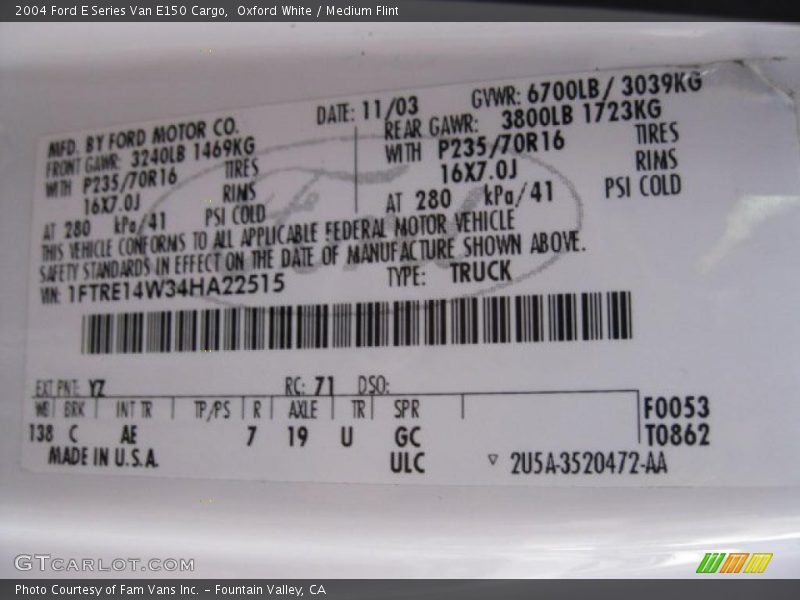 2004 Ford E Series Van E150 Cargo, Oxford White / Medium Flint
MFD. BY FORD MOTOR CO. DATE: 11/03 GVWR: 6700LB / 3039KG
FRONT GAWR: 3240LB 1469KG REAR GAWR: 3800LB 1723KG
WITH P235/70R16 TIRES WITH P235/70R16 TIRES
16X7.0J RIMS 16X7.0J RIMS
AT 280 kPa/41 PSI COLD AT 280 kPa/41 PSI COLD
THIS VEHICLE CONFORMS TO ALL APPLICABLE FEDERAL MOTOR VEHICLE
SAFETY STANDARDS IN EFFECT ON THE DATE OF MANUFACTURE SHOWN ABOVE.
VIN: 1FTRE14W34HA22515 TYPE: TRUCK
EXT PNT: YZ RC: 71 DSO:
WB BRK INT TR TP/PS R AXLE TR SPR F0053
138 C AE 7 19 U GC T0862
MADE IN U.S.A. ULC ▽ 2U5A-3520472-AA
GTCARLOT.COM
Photo Courtesy of Fam Vans Inc. - Fountain Valley, CA